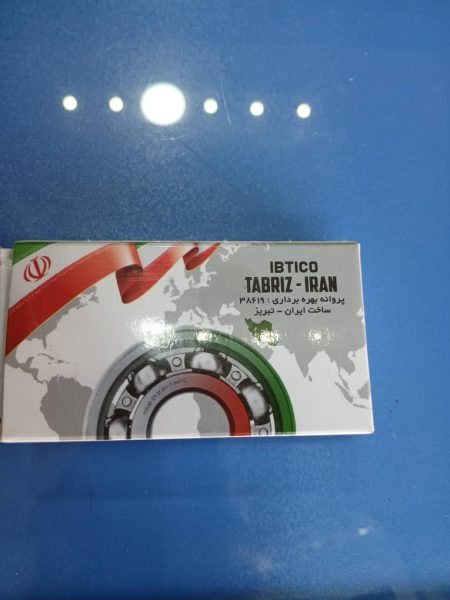 IBTICO
TABRIZ - IRAN
پروانه بهره برداری : ۳۸۶۱۹
ساخت ایران - تبریز